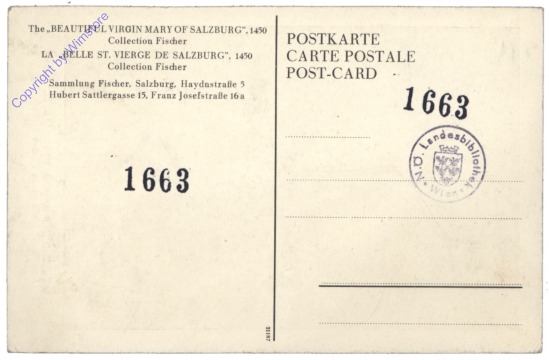 The „BEAUTIFUL VIRGIN MARY OF SALZBURG", 1450
Collection Fischer
LA „BELLE ST. VIERGE DE SALZBURG", 1450
Collection Fischer
Sammlung Fischer, Salzburg, Haydnstraße 5
Hubert Sattlergasse 15, Franz Josefstraße 16a
1663
POSTKARTE
CARTE POSTALE
POST-CARD
1663
N.Ö. Landesbibliothek
Wien
Copyright by Wimstore